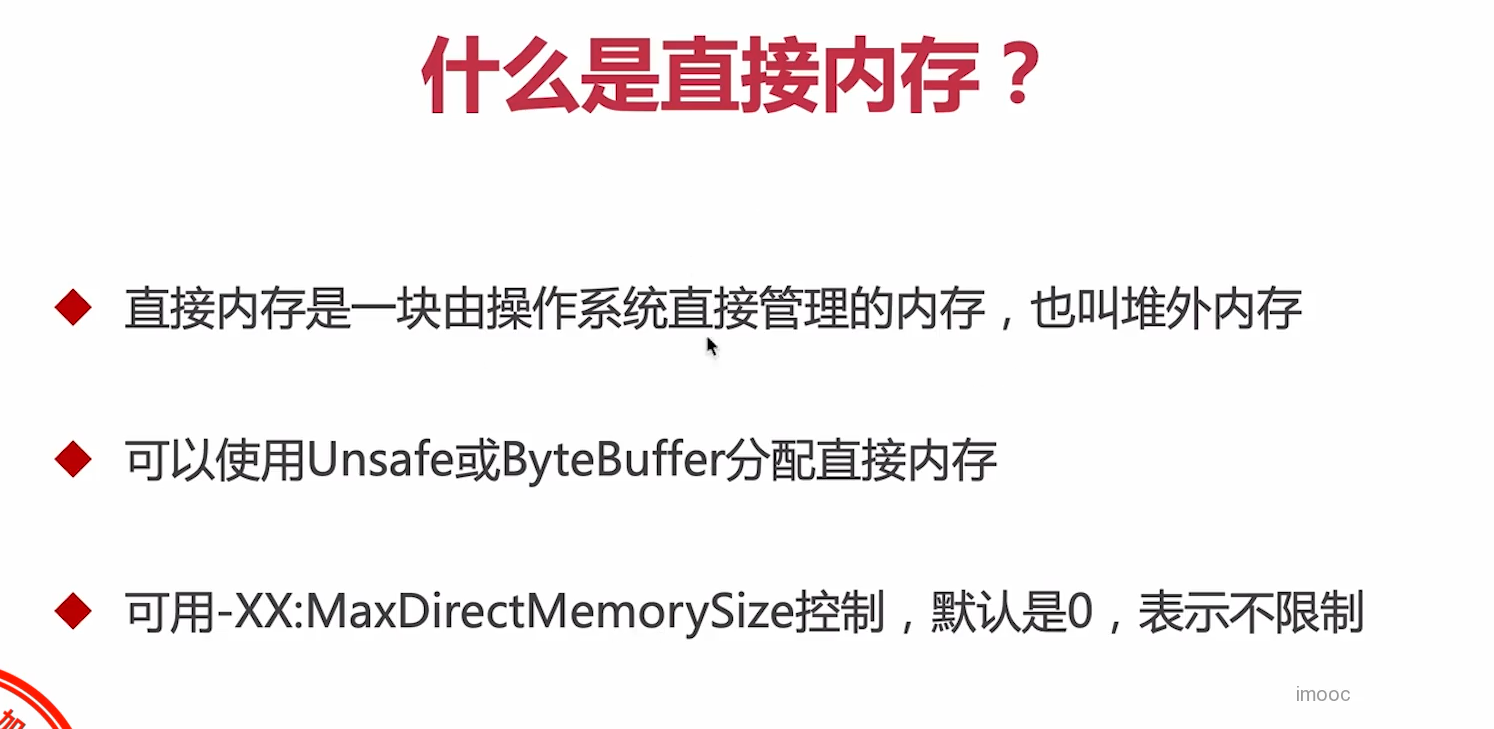 什么是直接内存？
直接内存是一块由操作系统直接管理的内存，也叫堆外内存
可以使用Unsafe或ByteBuffer分配直接内存
可用-XX:MaxDirectMemorySize控制，默认是0，表示不限制
imooc